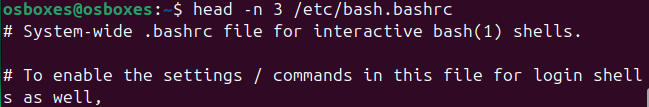 osboxes@osboxes:~$ head -n 3 /etc/bash.bashrc
# System-wide .bashrc file for interactive bash(1) shells.

# To enable the settings / commands in this file for login shell
s as well,